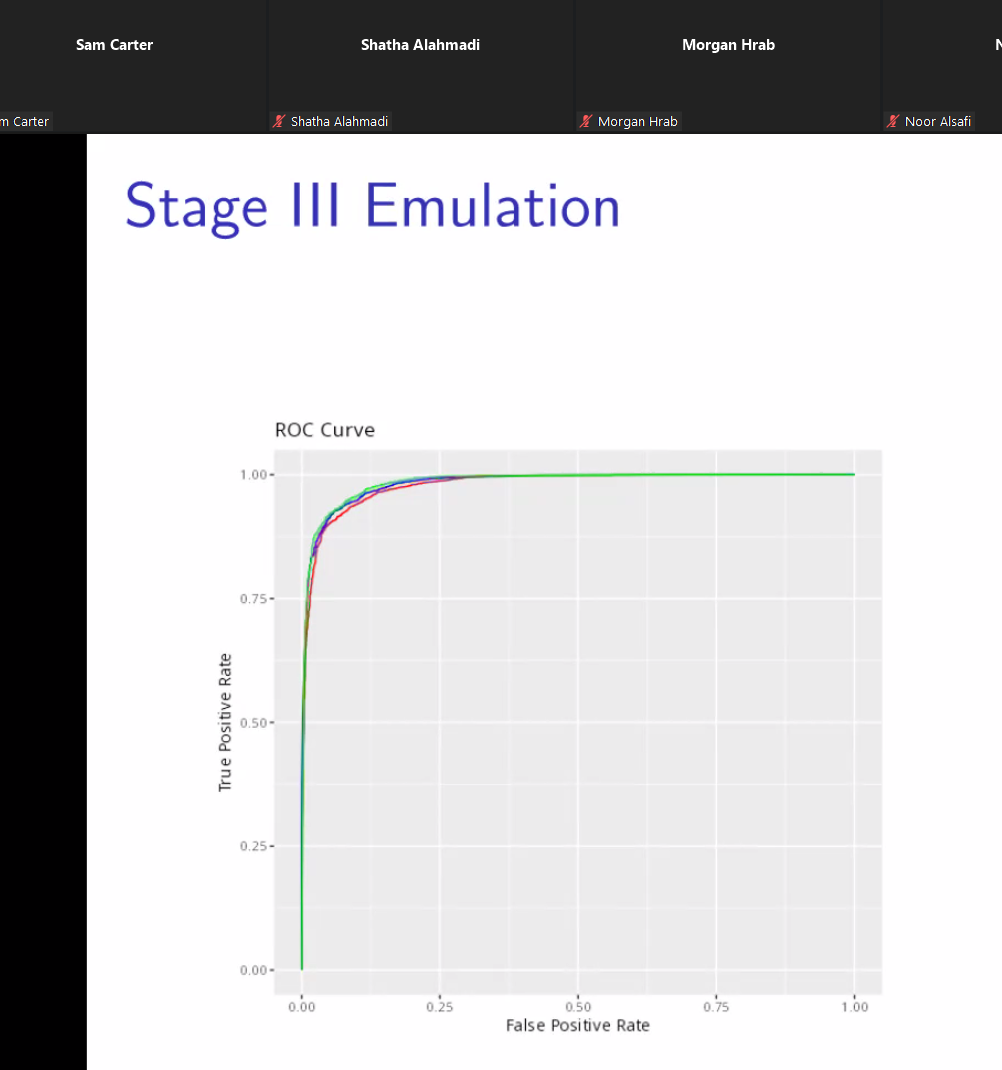 Sam Carter
Shatha Alahmadi
Morgan Hrab
N
m Carter
Shatha Alahmadi
Morgan Hrab
Noor Alsafi
Stage III Emulation
ROC Curve
1.00
0.75
0.50
0.25
0.00
True Positive Rate
0.00 0.25 0.50 0.75 1.00
False Positive Rate